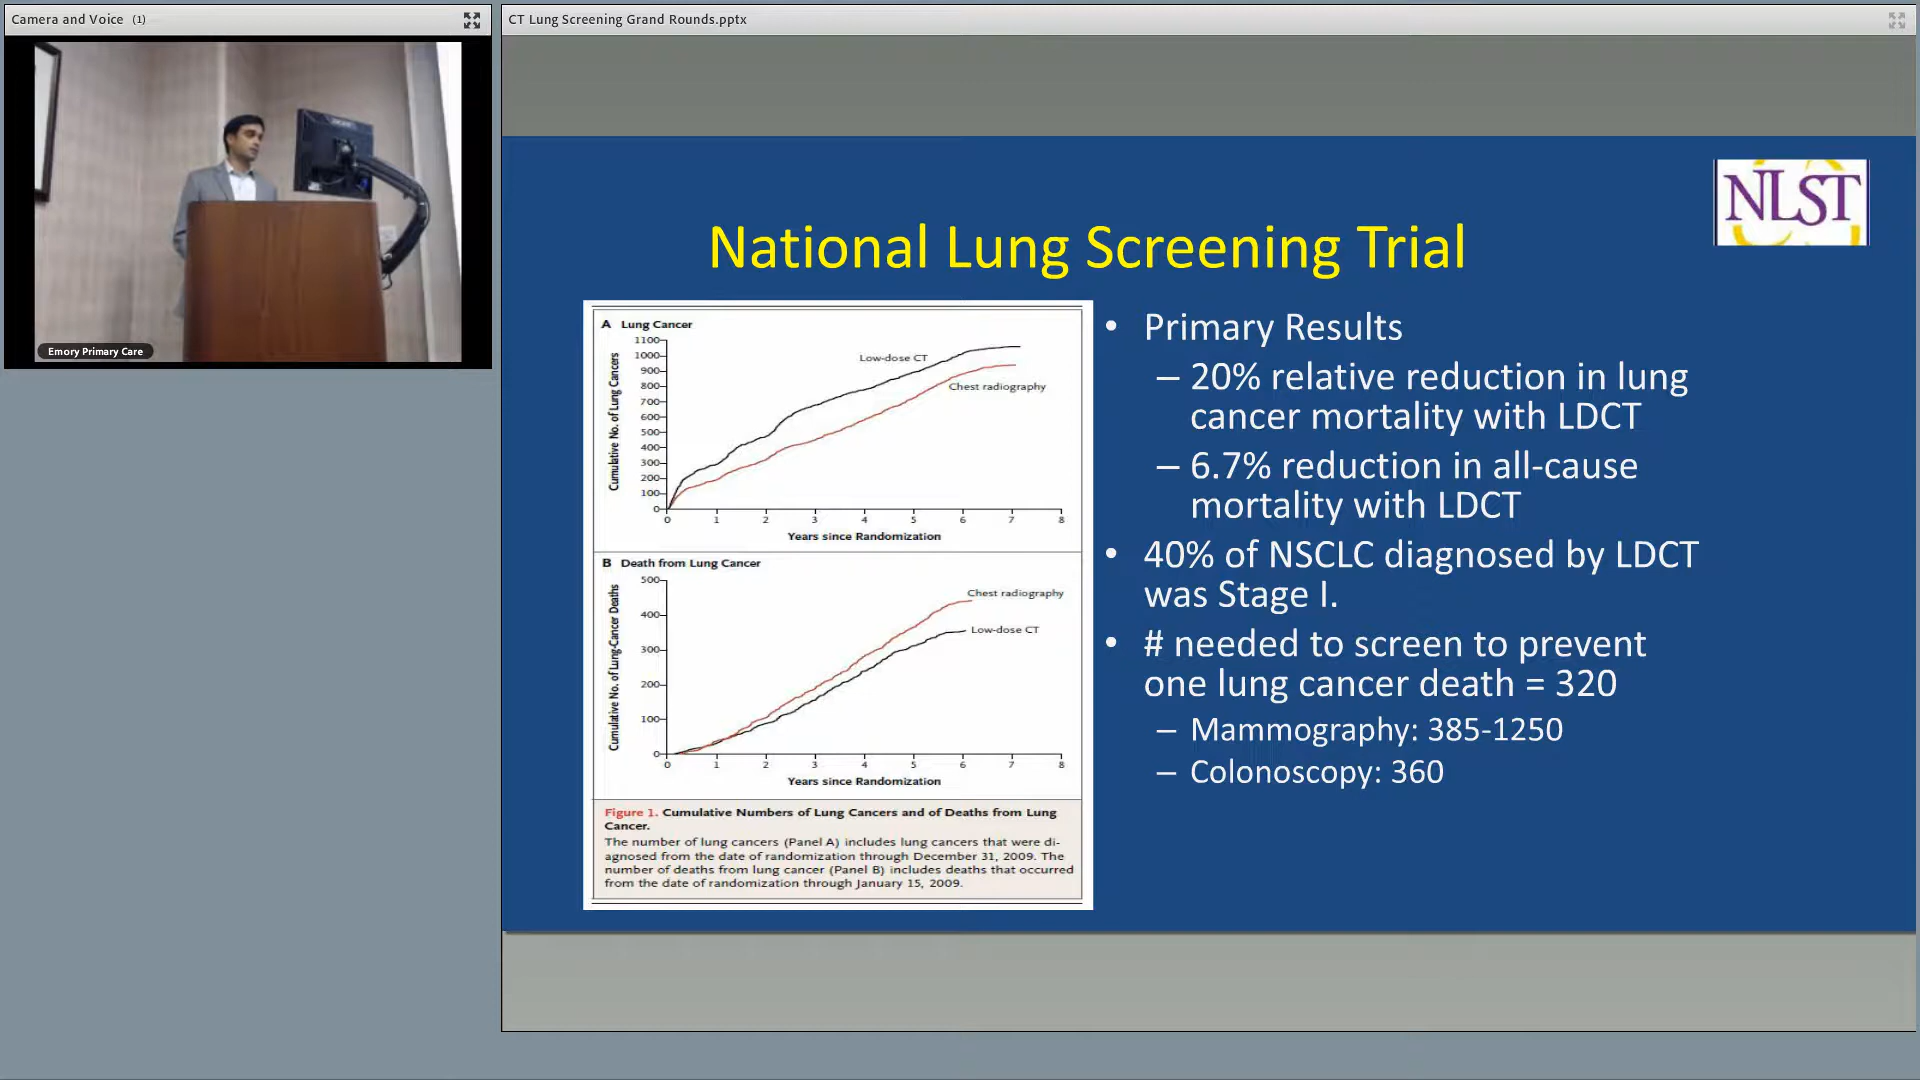 Camera and Voice (1)
Emory Primary Care
CT Lung Screening Grand Rounds.pptx
NLST
National Lung Screening Trial
A Lung Cancer
Cumulative No. of Lung Cancers
1100
1000
900
800
700
600
500
400
300
200
100
0
Low-dose CT
Chest radiography
0 1 2 3 4 5 6 7 8
Years since Randomization
B Death from Lung Cancer
Cumulative No. of Lung-Cancer Deaths
500
400
300
200
100
0
Chest radiography
Low-dose CT
0 1 2 3 4 5 6 7 8
Years since Randomization
Figure 1. Cumulative Numbers of Lung Cancers and of Deaths from Lung
Cancer.
The number of lung cancers (Panel A) includes lung cancers that were di-
agnosed from the date of randomization through December 31, 2009. The
number of deaths from lung cancer (Panel B) includes deaths that occurred
from the date of randomization through January 15, 2009.
• Primary Results
– 20% relative reduction in lung
cancer mortality with LDCT
– 6.7% reduction in all-cause
mortality with LDCT
• 40% of NSCLC diagnosed by LDCT
was Stage I.
• # needed to screen to prevent
one lung cancer death = 320
– Mammography: 385-1250
– Colonoscopy: 360